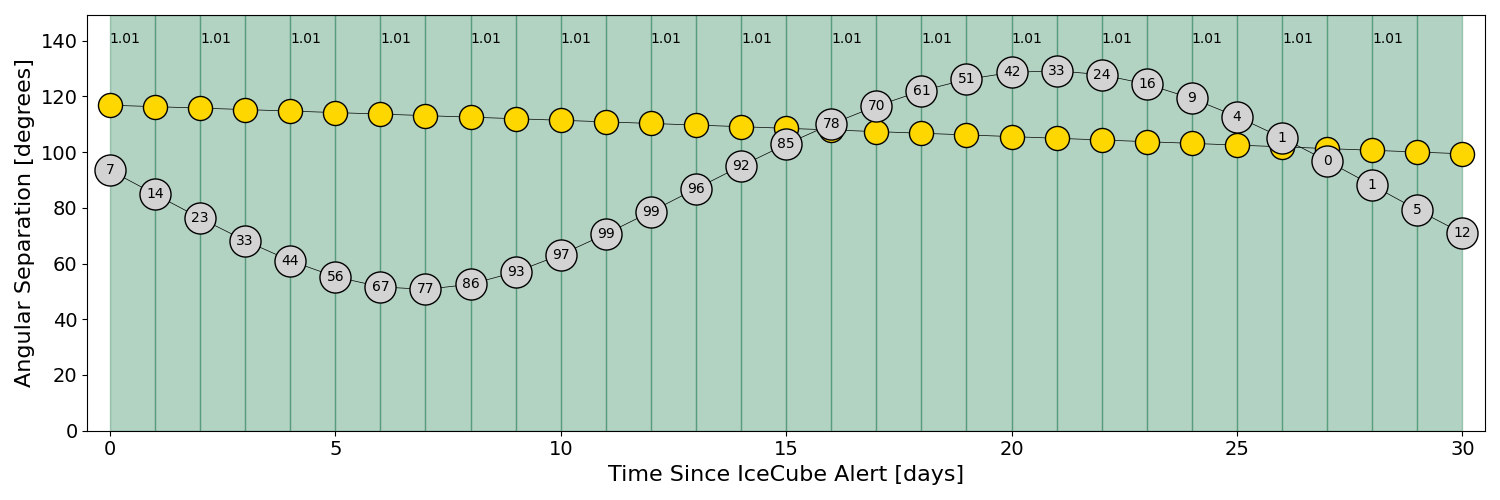 140
120
100
80
60
40
20
0
Angular Separation [degrees]
1.01 1.01 1.01 1.01 1.01 1.01 1.01 1.01 1.01 1.01 1.01 1.01 1.01 1.01 1.01
7 14 23 33 44 56 67 77 86 93 97 99 99 96 92 85 78 70 61 51 42 33 24 16 9 4 1 0 1 5 12
0 5 10 15 20 25 30
Time Since IceCube Alert [days]